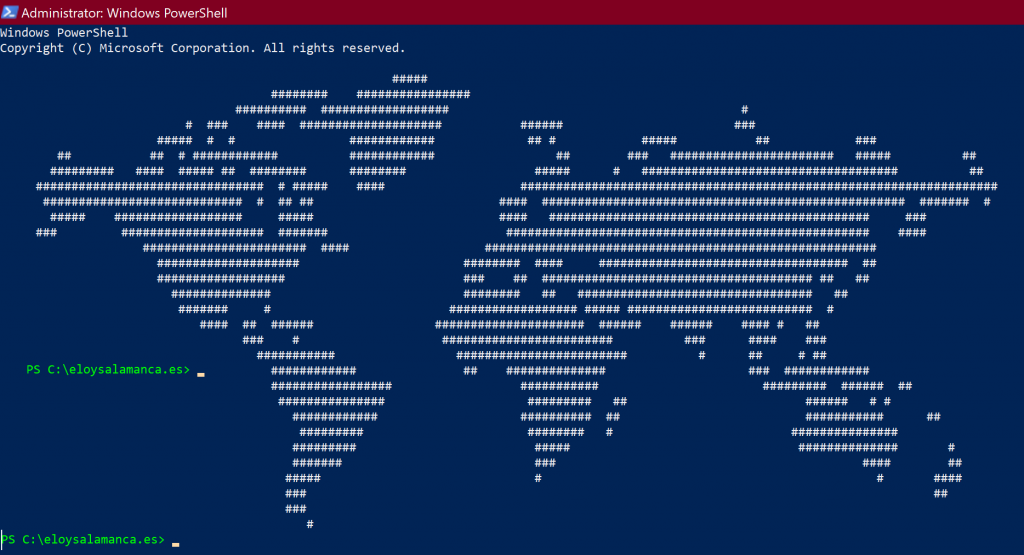 Administrator: Windows PowerShell
Windows PowerShell
Copyright (C) Microsoft Corporation. All rights reserved.
PS C:\eloysalamanca.es>
PS C:\eloysalamanca.es>